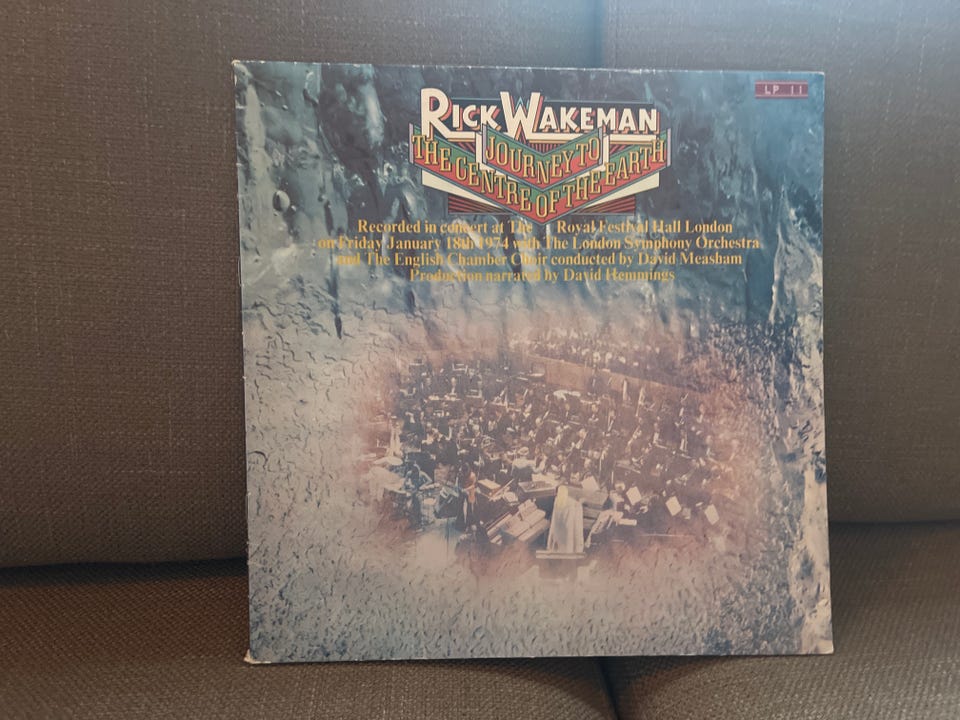 LP 11
RICK WAKEMAN
JOURNEY TO
THE CENTRE OF THE EARTH
Recorded in concert at The Royal Festival Hall London
on Friday January 18th 1974 with The London Symphony Orchestra
and The English Chamber Choir conducted by David Measham
Production narrated by David Hemmings